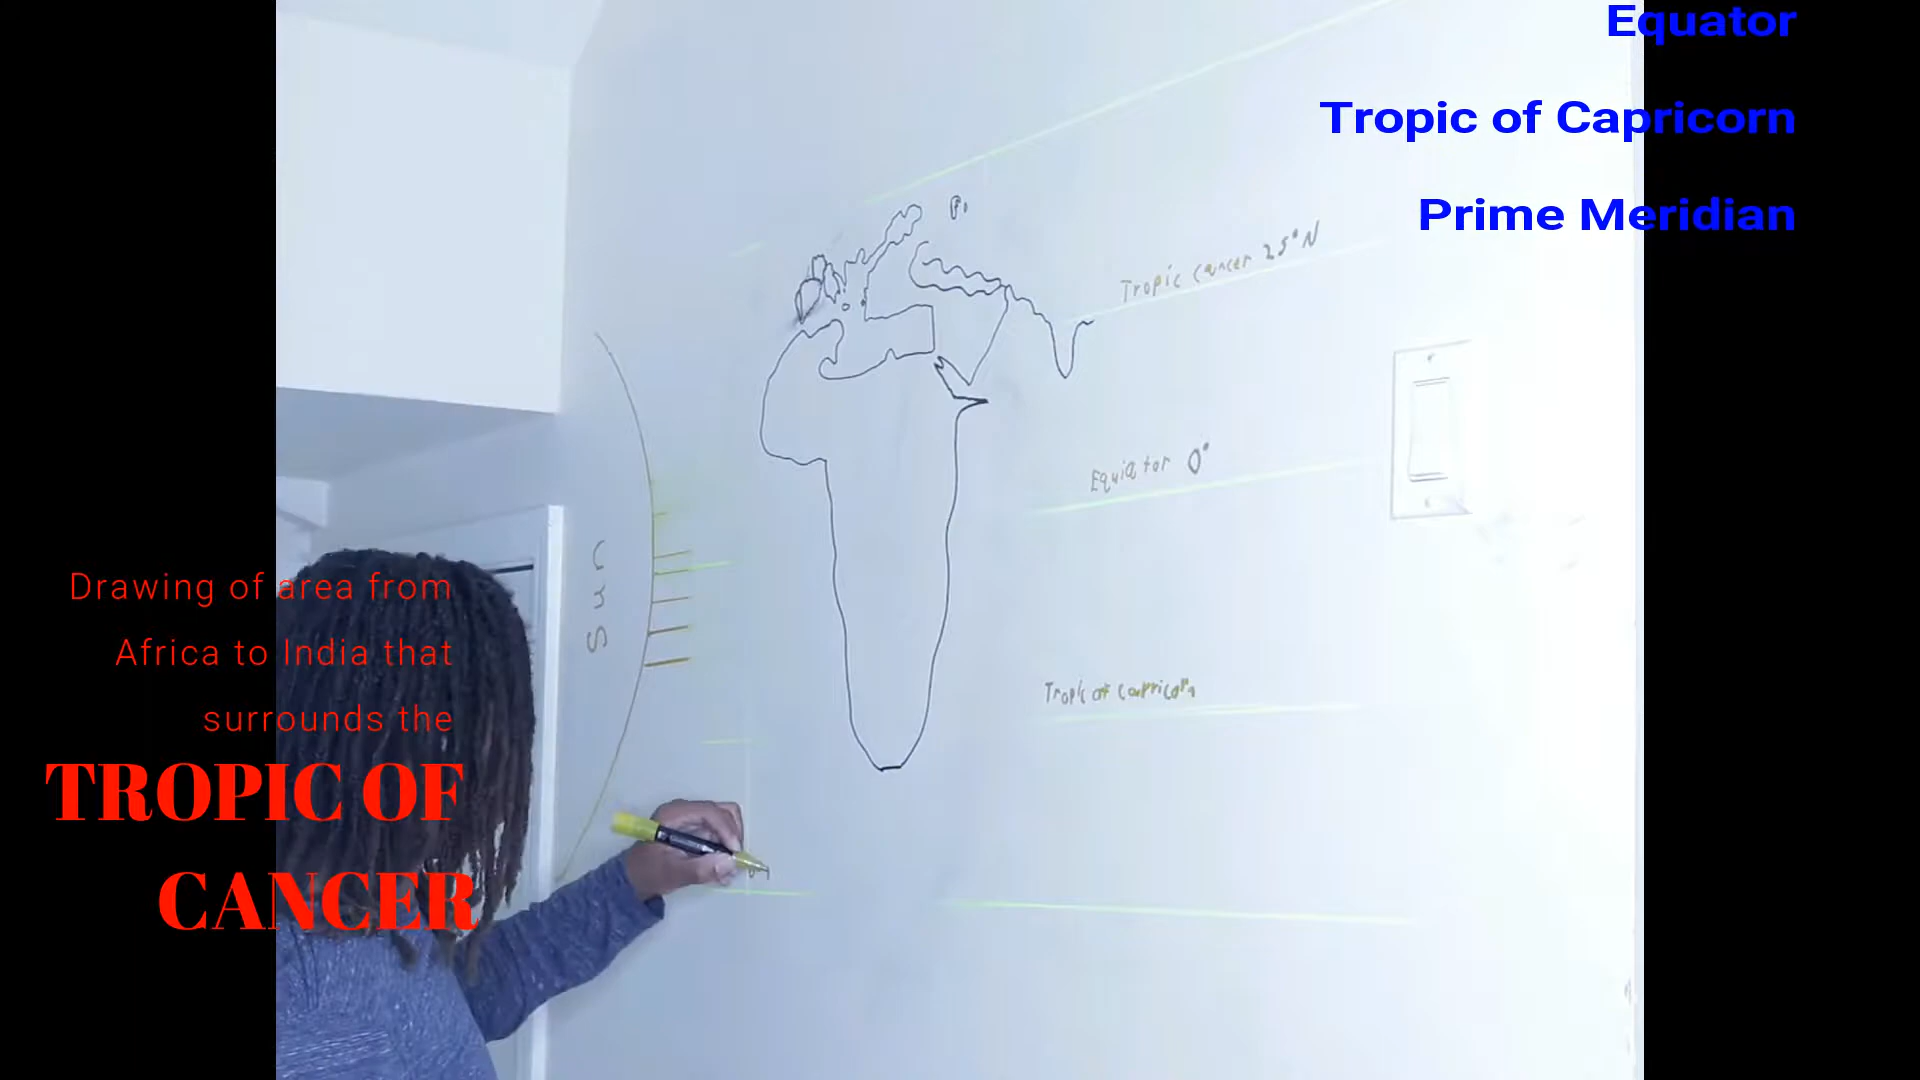 Equator
Tropic of Capricorn
Prime Meridian
Tropic cancer 25° N
Equiator 0°
Sun
Drawing of area from
Africa to India that
surrounds the
TROPIC OF
CANCER
Tropic of capricorn